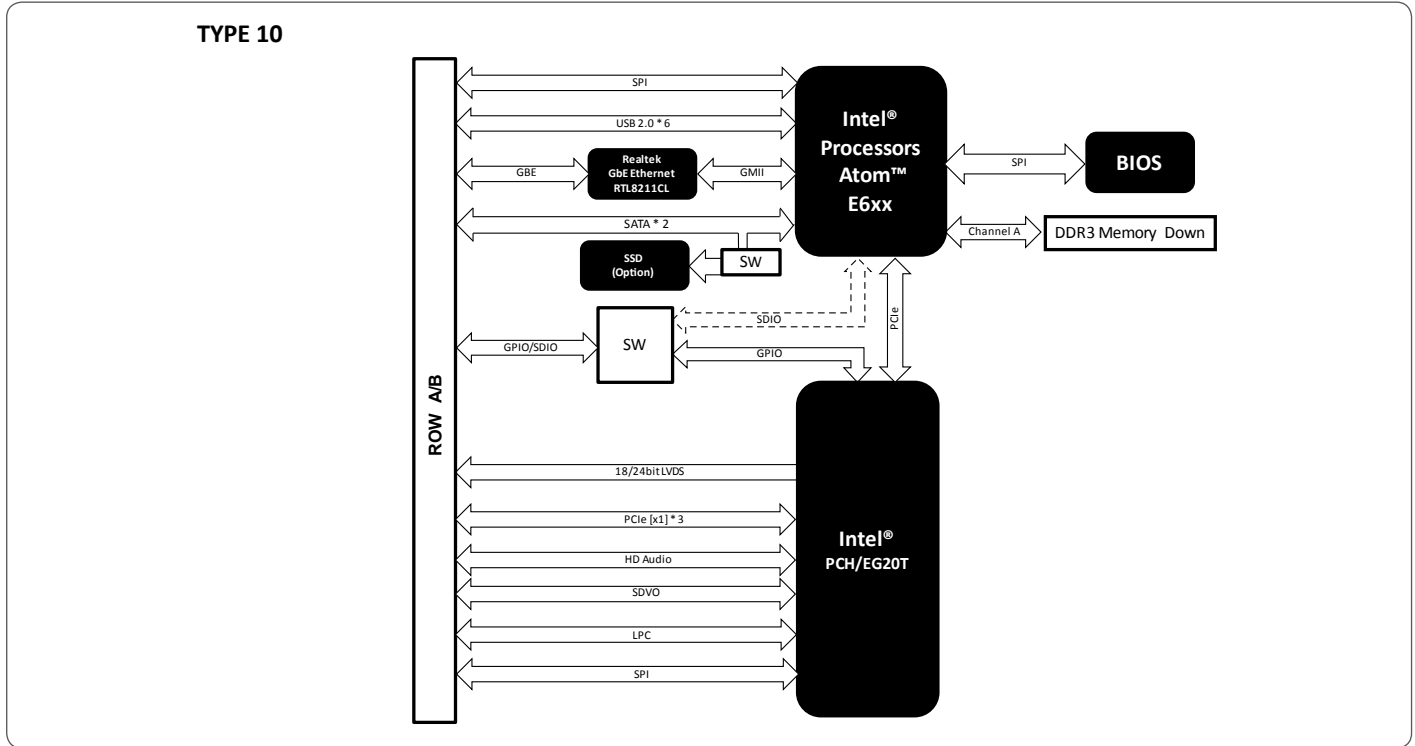 TYPE 10
SPI
USB 2.0 * 6
Intel®
Processors
Atom™
E6xx
Realtek
GbE Ethernet
RTL8211CL
GBE
GMII
SPI
BIOS
SATA * 2
Channel A
DDR3 Memory Down
SSD
(Option)
SW
SDIO
PCIe
GPIO/SDIO
SW
GPIO
ROW A/B
18/24bit LVDS
PCIe [x1] * 3
Intel®
PCH/EG20T
HD Audio
SDVO
LPC
SPI